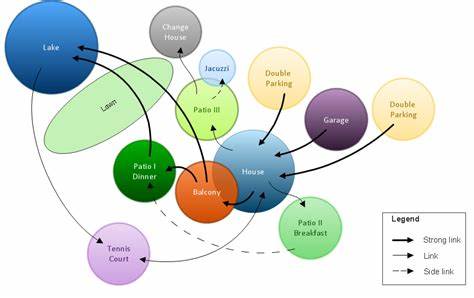 Change
House
Lake
Jacuzzi
Double
Parking
Lawn
Patio III
Garage
Double
Parking
Patio I
Dinner
House
Balcony
Patio II
Breakfast
Legend
Strong link
Link
Side link
Tennis
Court